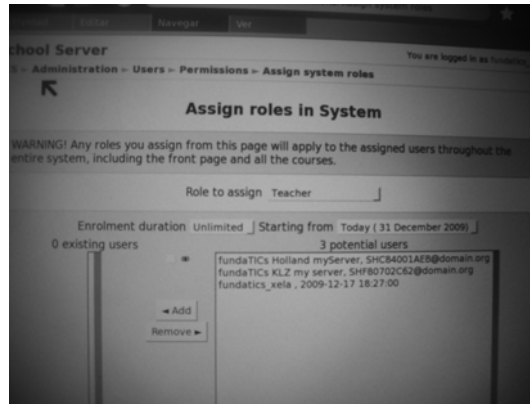 Editar Navegar Ver
chool Server
You are logged in as
► Administration ► Users ► Permissions ► Assign system roles
Assign roles in System
WARNING! Any roles you assign from this page will apply to the assigned users throughout the
entire system, including the front page and all the courses.
Role to assign Teacher
Enrolment duration Unlimited Starting from Today ( 31 December 2009)
0 existing users 3 potential users
fundaTICs Holland myServer, SHC84001AEB@domain.org
fundaTICs KLZ my server, SHF80702C62@domain.org
fundatics_xela , 2009-12-17 18:27:00
◄ Add
Remove ►